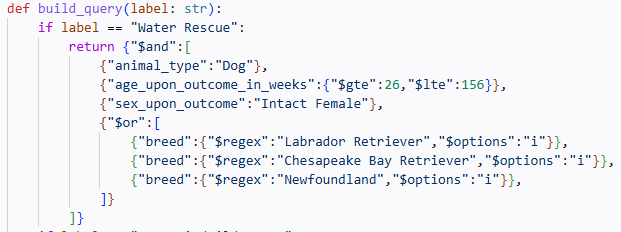 def build_query(label: str):
    if label == "Water Rescue":
        return {"$and":[
            {"animal_type":"Dog"},
            {"age_upon_outcome_in_weeks":{"$gte":26,"$lte":156}},
            {"sex_upon_outcome":"Intact Female"},
            {"$or":[
                {"breed":{"$regex":"Labrador Retriever","$options":"i"}},
                {"breed":{"$regex":"Chesapeake Bay Retriever","$options":"i"}},
                {"breed":{"$regex":"Newfoundland","$options":"i"}},
            ]}
        ]}